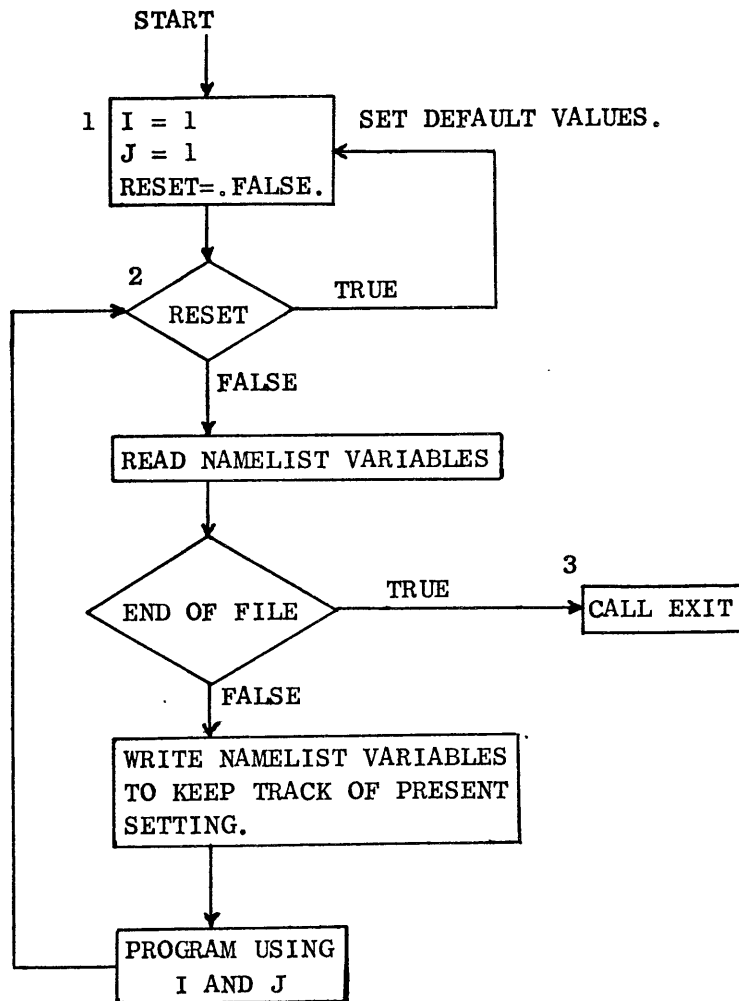 START
1
I = 1
J = 1
RESET=.FALSE.
SET DEFAULT VALUES.
2
RESET
TRUE
FALSE
READ NAMELIST VARIABLES
END OF FILE
TRUE
3
CALL EXIT
FALSE
WRITE NAMELIST VARIABLES
TO KEEP TRACK OF PRESENT
SETTING.
PROGRAM USING
I AND J